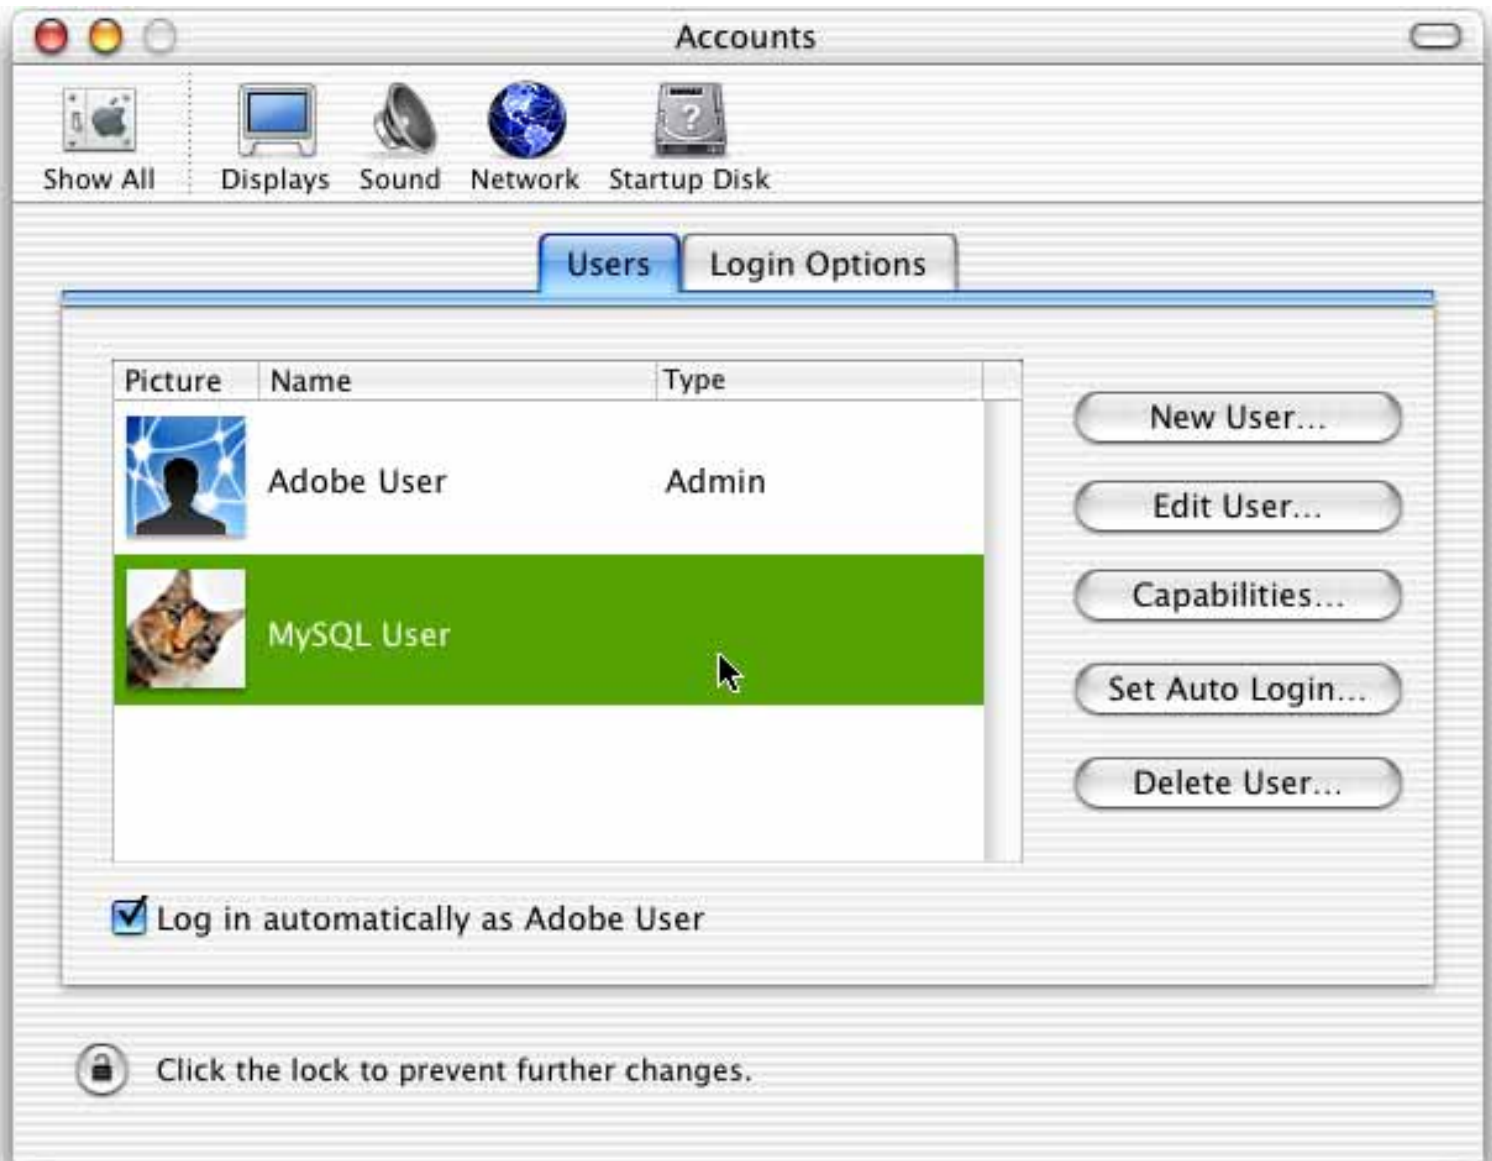 Accounts
Show All
Displays
Sound
Network
Startup Disk
Users
Login Options
Picture
Name
Type
Adobe User
Admin
MySQL User
New User...
Edit User...
Capabilities...
Set Auto Login...
Delete User...
Log in automatically as Adobe User
Click the lock to prevent further changes.